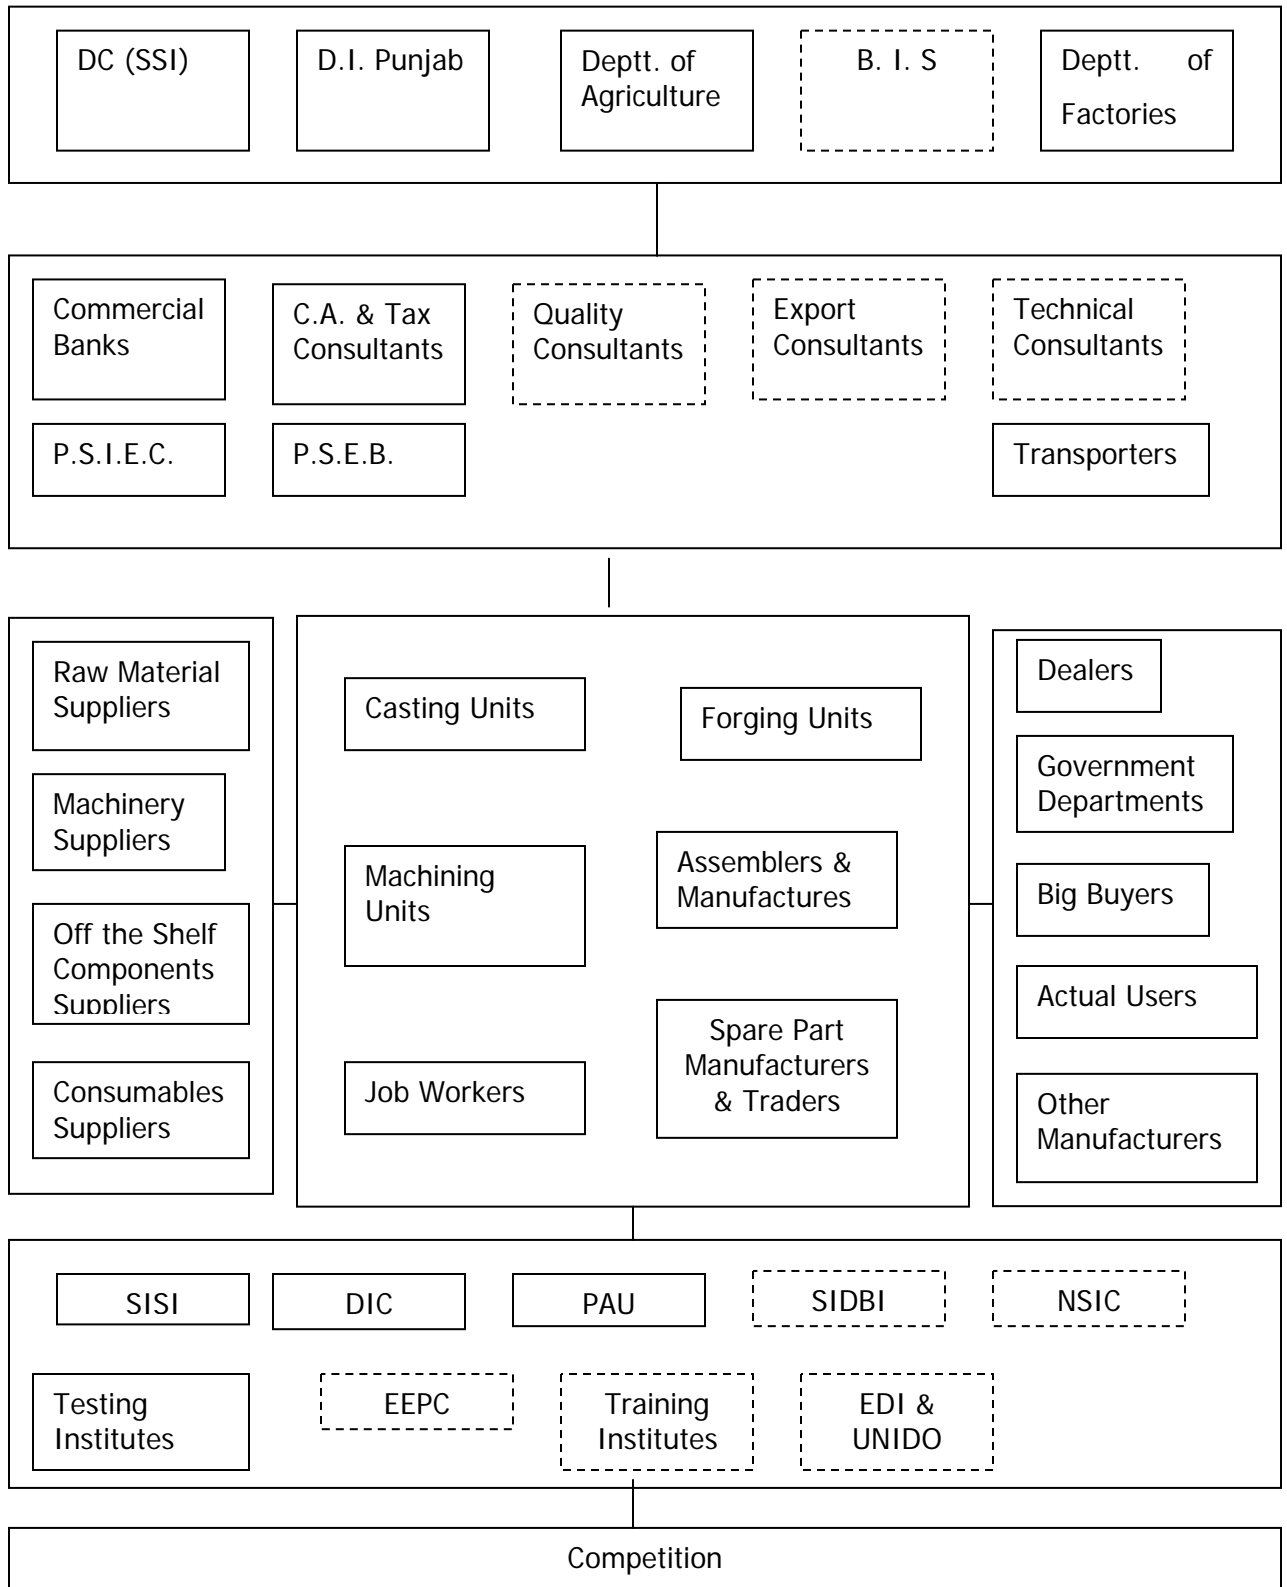 DC (SSI)
D.I. Punjab
Deptt. of
Agriculture
B. I. S
Deptt. of
Factories
Commercial
Banks
C.A. & Tax
Consultants
Quality
Consultants
Export
Consultants
Technical
Consultants
P.S.I.E.C.
P.S.E.B.
Transporters
Raw Material
Suppliers
Machinery
Suppliers
Off the Shelf
Components
Suppliers
Consumables
Suppliers
Casting Units
Forging Units
Machining
Units
Assemblers &
Manufactures
Job Workers
Spare Part
Manufacturers
& Traders
Dealers
Government
Departments
Big Buyers
Actual Users
Other
Manufacturers
SISI
DIC
PAU
SIDBI
NSIC
Testing
Institutes
EEPC
Training
Institutes
EDI &
UNIDO
Competition